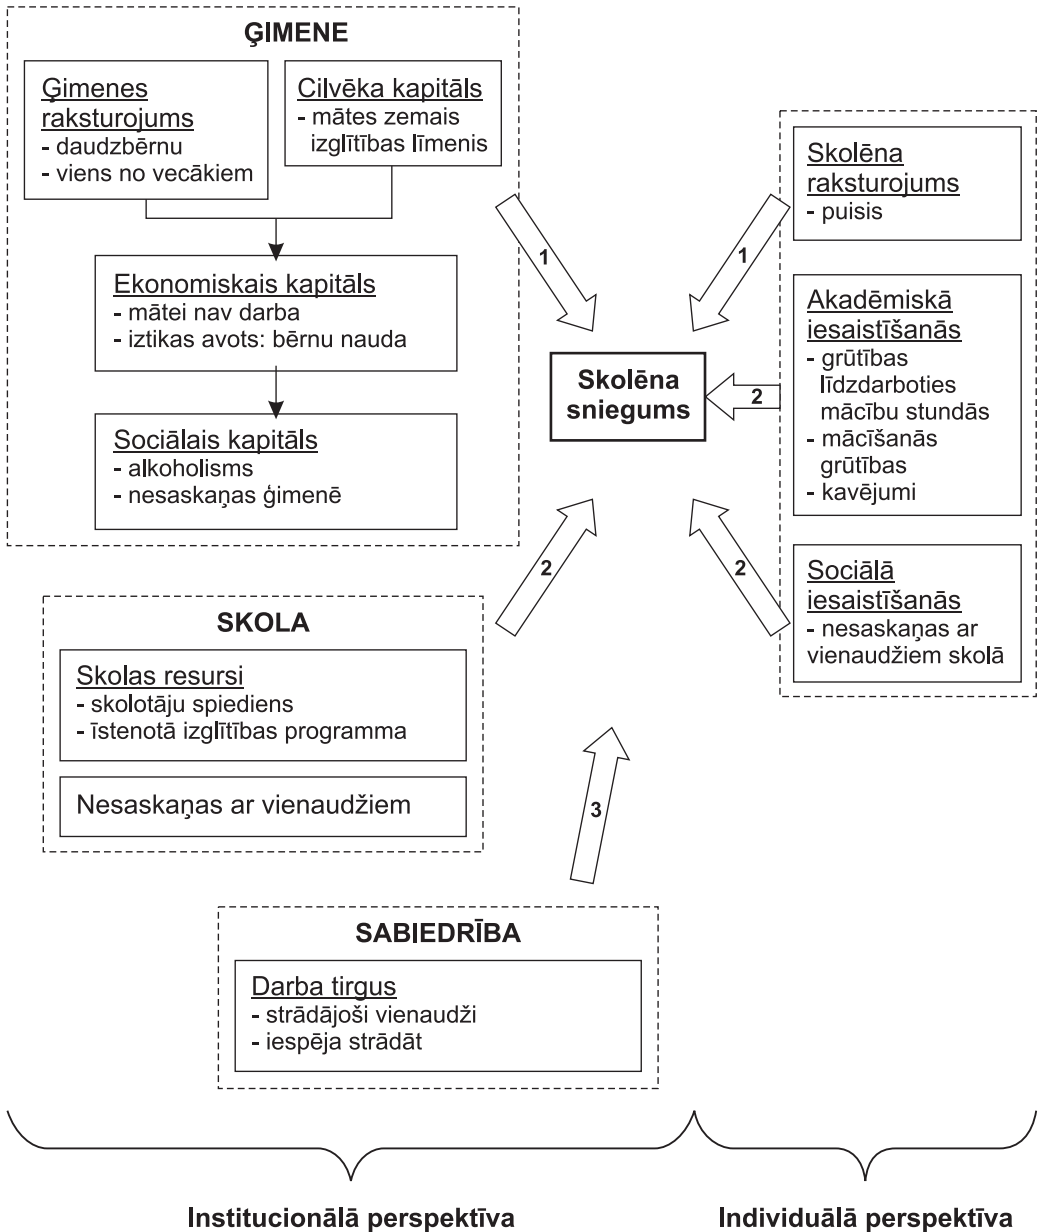 ĢIMENE
Ģimenes
raksturojums
- daudzbērnu
- viens no vecākiem
Cilvēka kapitāls
- mātes zemais
izglītības līmenis
Ekonomiskais kapitāls
- mātei nav darba
- iztikas avots: bērnu nauda
Sociālais kapitāls
- alkoholisms
- nesaskaņas ģimenē
1
1
Skolēna
raksturojums
- puisis
Akadēmiskā
iesaistīšanās
- grūtības
līdzdarboties
mācību stundās
- mācīšanās
grūtības
- kavējumi
Skolēna
sniegums
2
2
2
Sociālā
iesaistīšanās
- nesaskaņas ar
vienaudžiem skolā
SKOLA
Skolas resursi
- skolotāju spiediens
- īstenotā izglītības programma
Nesaskaņas ar vienaudžiem
3
SABIEDRĪBA
Darba tirgus
- strādājoši vienaudži
- iespēja strādāt
Institucionālā perspektīva
Individuālā perspektīva